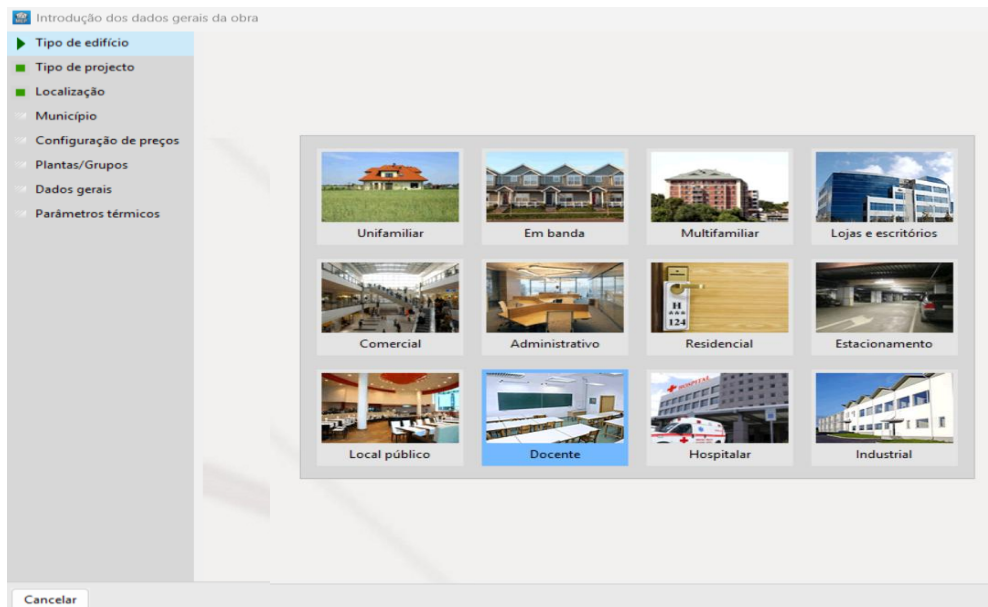 Introdução dos dados gerais da obra
Tipo de edifício
Tipo de projecto
Localização
Município
Configuração de preços
Plantas/Grupos
Dados gerais
Parâmetros térmicos
Unifamiliar
Em banda
Multifamiliar
Lojas e escritórios
Comercial
Administrativo
H
***
124
Residencial
Estacionamento
Local público
Docente
HOSPITAL
Hospitalar
Industrial
Cancelar